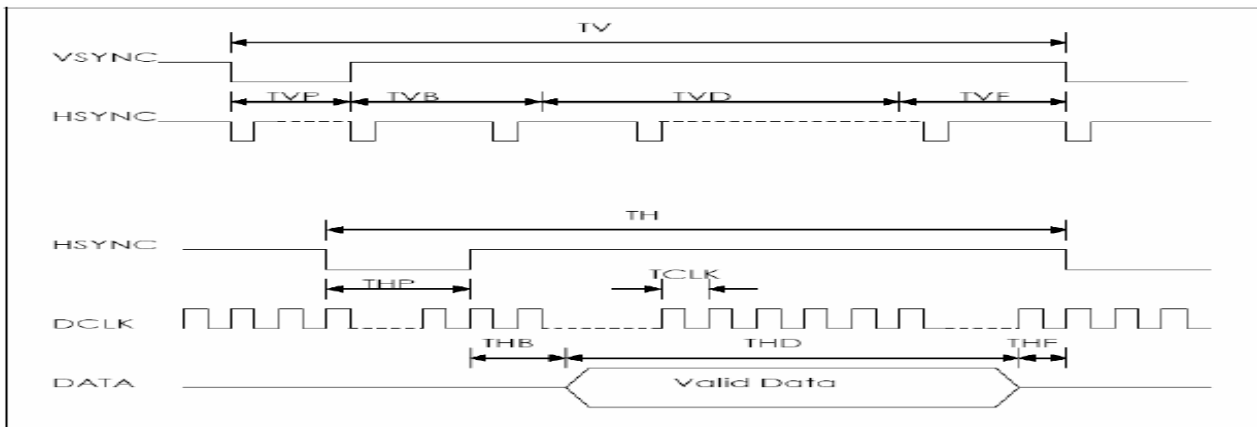 TV
VSYNC
TVP TVB TVD TVF
HSYNC
TH
HSYNC
TCLK
THP
DCLK
THB THD THF
DATA Valid Data